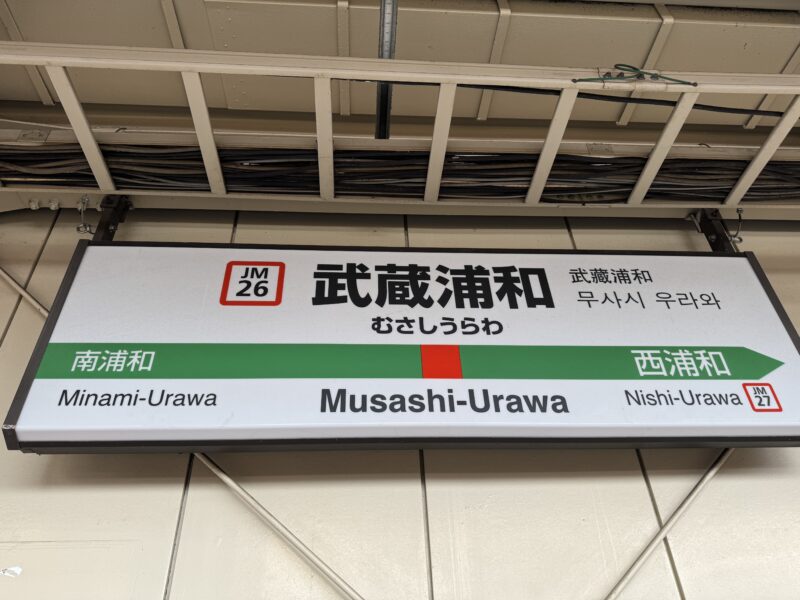 JM
26
武蔵浦和
むさしうらわ
武藏浦和
무사시 우라와
南浦和
西浦和
Minami-Urawa
Musashi-Urawa
Nishi-Urawa
JM
27